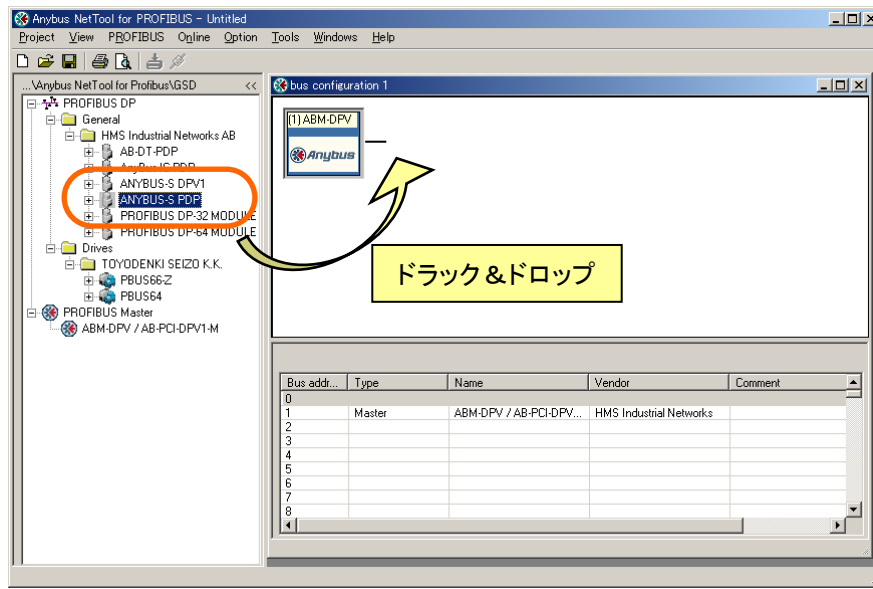 Anybus NetTool for PROFIBUS - Untitled
Project View PROFIBUS Online Option Tools Windows Help
...\Anybus NetTool for Profibus\GSD <<
PROFIBUS DP
General
HMS Industrial Networks AB
AB-DT-PDP
ANYBUS-S DPV1
ANYBUS-S PDP
PROFIBUS DP-32 MODULE
PROFIBUS DP-64 MODULE
Drives
TOYODENKI SEIZO K.K.
PBUS66-Z
PBUS64
PROFIBUS Master
ABM-DPV / AB-PCI-DPV1-M
bus configuration 1
(1) ABM-DPV
Anybus
ドラック&ドロップ
Bus addr... Type Name Vendor Comment
0
1 Master ABM-DPV / AB-PCI-DPV... HMS Industrial Networks
2
3
4
5
6
7
8